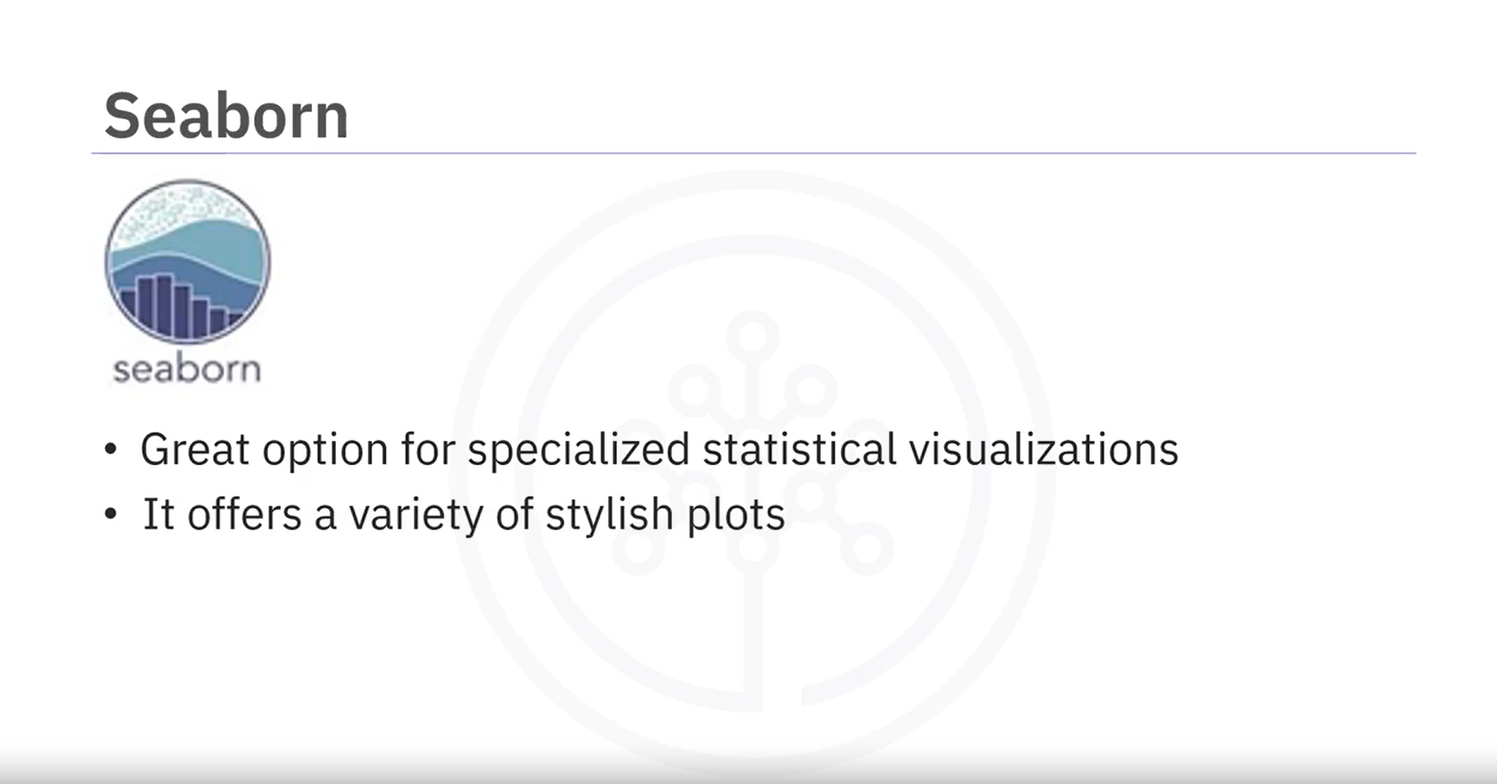 Seaborn
seaborn
• Great option for specialized statistical visualizations
• It offers a variety of stylish plots